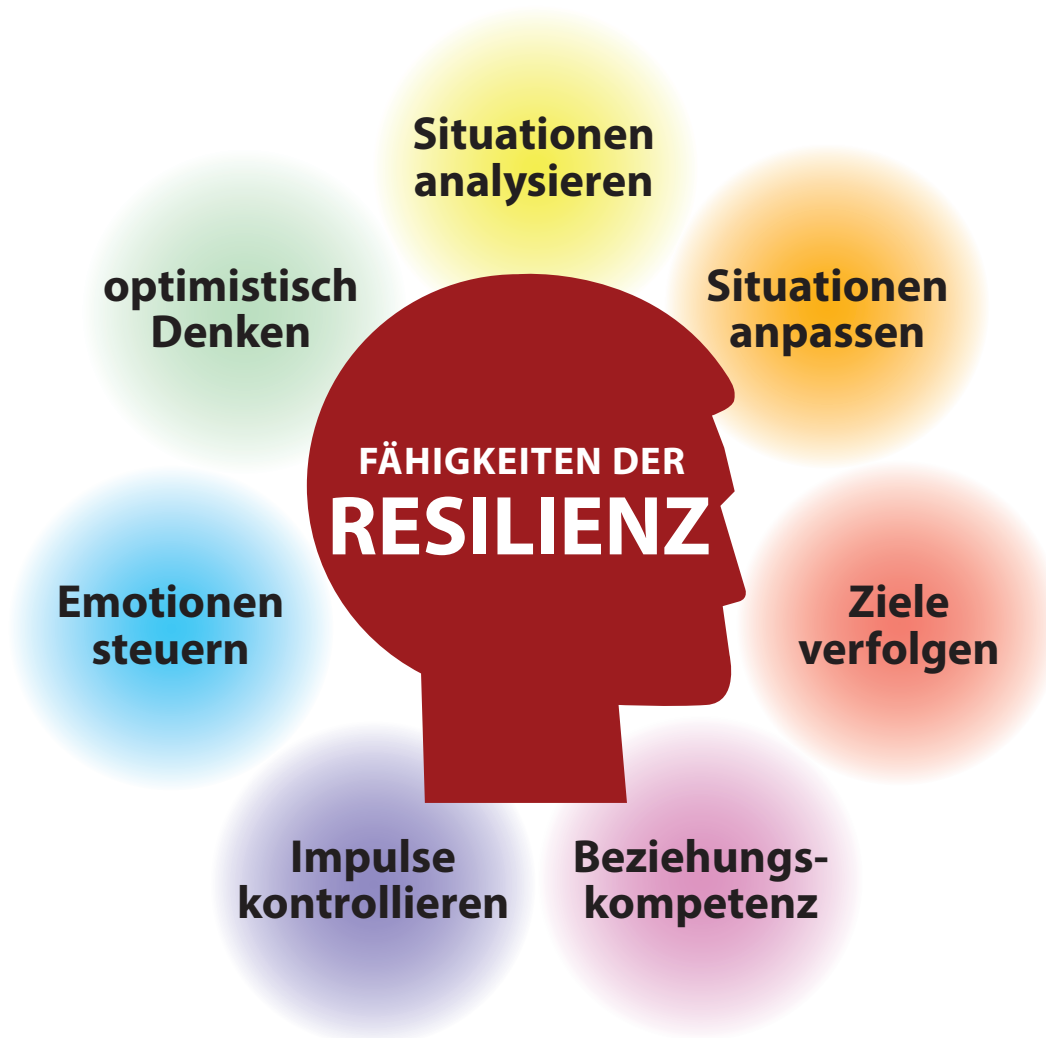 Situationen
analysieren
optimistisch
Denken
Situationen
anpassen
FÄHIGKEITEN DER
RESILIENZ
Emotionen
steuern
Ziele
verfolgen
Impulse
kontrollieren
Beziehungs-
kompetenz